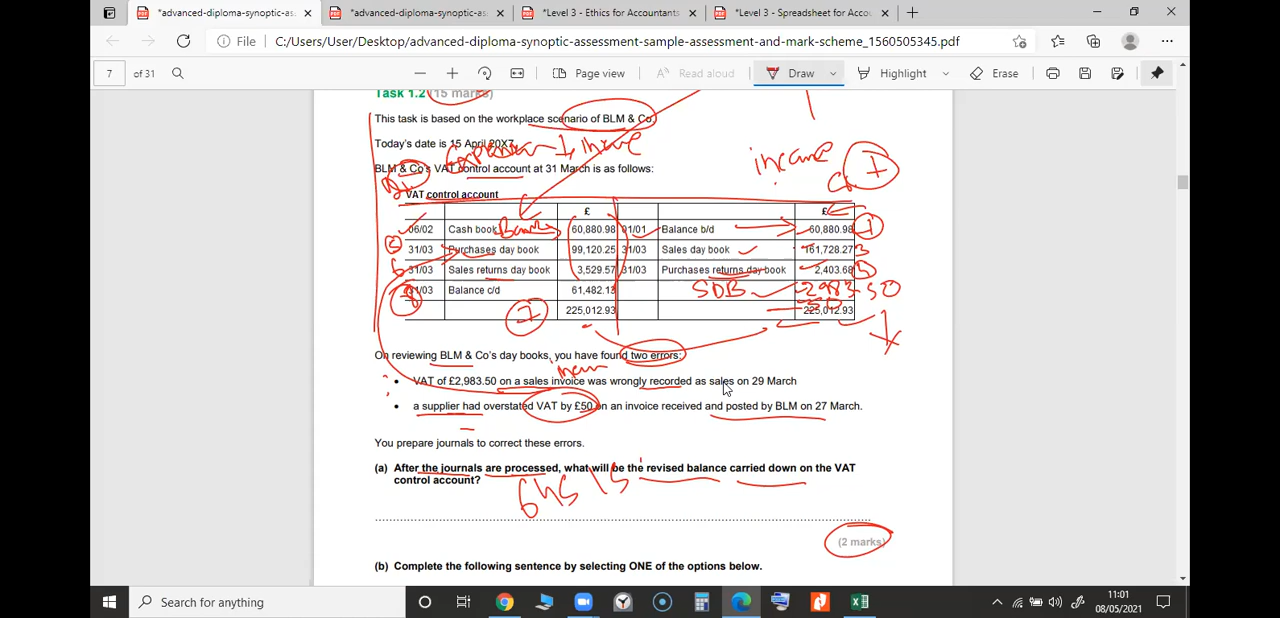 *advanced-diploma-synoptic-as: × *advanced-diploma-synoptic-as: × *Level 3 - Ethics for Accountants × *Level 3 - Spreadsheet for Accou ×
File C:/Users/User/Desktop/advanced-diploma-synoptic-assessment-sample-assessment-and-mark-scheme_1560505345.pdf
7 of 31 Page view Read aloud Draw Highlight Erase
Task 1.2 (15 marks)
This task is based on the workplace scenario of BLM & Co.
Today's date is 15 April 20X7.
income
BLM & Co's VAT control account at 31 March is as follows:
VAT control account
£ £
06/02 Cash book Bank 60,880.98 01/01 Balance b/d 60,880.98 1
31/03 Purchases day book 99,120.25 31/03 Sales day book 161,728.27 3
6 31/03 Sales returns day book 3,529.57 31/03 Purchases returns day book 2,403.68
8 31/03 Balance c/d 61,482.13 SDB 2983-50
7 225,012.93 225,012.93
On reviewing BLM & Co's day books, you have found two errors:
• VAT of £2,983.50 on a sales invoice was wrongly recorded as sales on 29 March
• a supplier had overstated VAT by £50 on an invoice received and posted by BLM on 27 March.
You prepare journals to correct these errors.
(a) After the journals are processed, what will be the revised balance carried down on the VAT
control account?
(2 marks)
(b) Complete the following sentence by selecting ONE of the options below.
Search for anything
11:01
08/05/2021